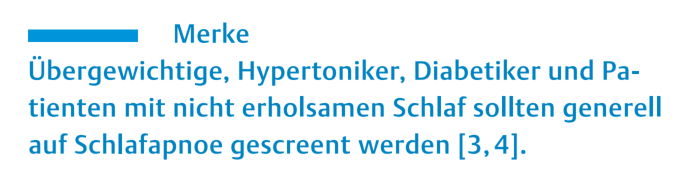 Merke
Übergewichtige, Hypertoniker, Diabetiker und Pa-
tienten mit nicht erholsamen Schlaf sollten generell
auf Schlafapnoe gescreent werden [3, 4].